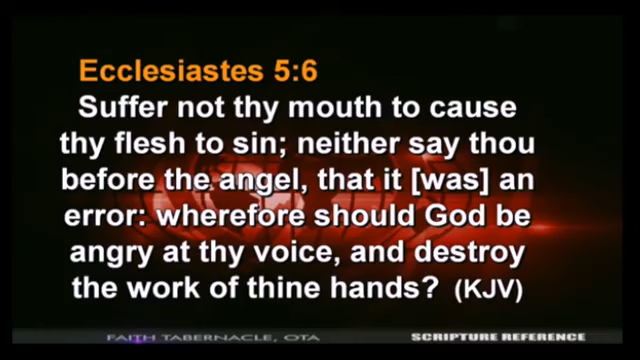 Ecclesiastes 5:6
Suffer not thy mouth to cause
thy flesh to sin; neither say thou
before the angel, that it [was] an
error: wherefore should God be
angry at thy voice, and destroy
the work of thine hands? (KJV)
FAITH TABERNACLE, OTA
SCRIPTURE REFERENCE